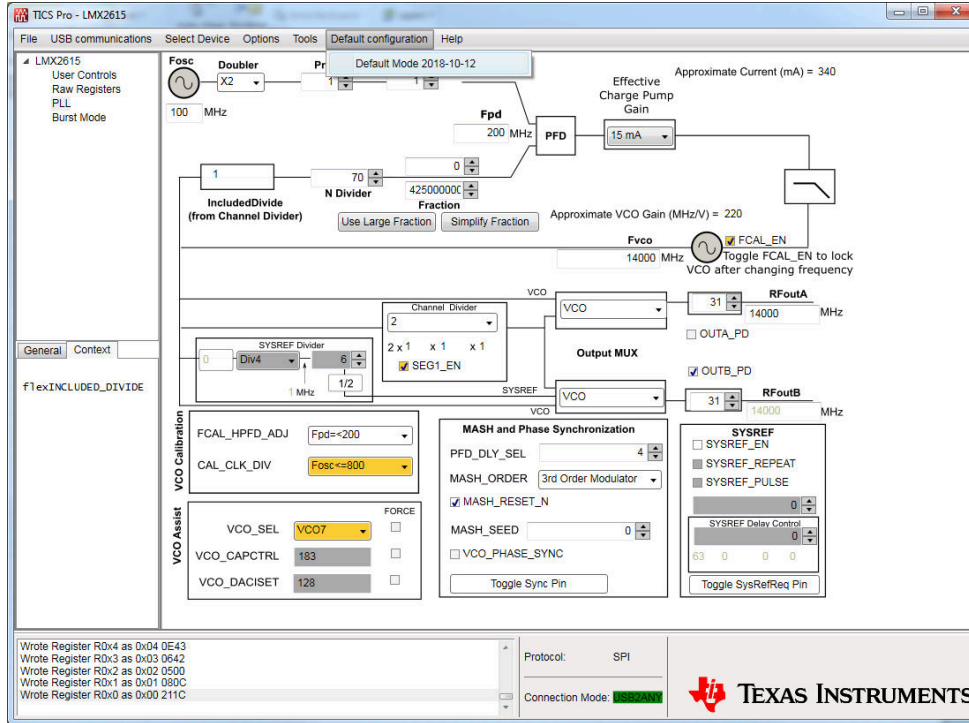 TICS Pro - LMX2615
File USB communications Select Device Options Tools Default configuration Help
Default Mode 2018-10-12
LMX2615
User Controls
Raw Registers
PLL
Burst Mode
General Context
flexINCLUDED_DIVIDE
Fosc Doubler Pr
X2 1 1
100 MHz
Approximate Current (mA) = 340
Effective
Charge Pump
Gain
15 mA
Fpd
200 MHz PFD
1
IncludedDivide
(from Channel Divider)
70
N Divider
0
425000000
Fraction
Use Large Fraction Simplify Fraction
Approximate VCO Gain (MHz/V) = 220
Fvco
14000 MHz
FCAL_EN
Toggle FCAL_EN to lock
VCO after changing frequency
VCO
VCO
31
RFoutA
14000 MHz
OUTA_PD
Channel Divider
2
2 x 1 x 1 x 1
SEG1_EN
Output MUX
OUTB_PD
SYSREF Divider
0 Div4 6
1 MHz 1/2
SYSREF
VCO
VCO
31
RFoutB
14000 MHz
VCO Calibration
FCAL_HPFD_ADJ Fpd=<200
CAL_CLK_DIV Fosc<=800
VCO Assist
FORCE
VCO_SEL VCO7
VCO_CAPCTRL 183
VCO_DACISET 128
MASH and Phase Synchronization
PFD_DLY_SEL 4
MASH_ORDER 3rd Order Modulator
MASH_RESET_N
MASH_SEED 0
VCO_PHASE_SYNC
Toggle Sync Pin
SYSREF
SYSREF_EN
SYSREF_REPEAT
SYSREF_PULSE
0
SYSREF Delay Control
0
63 0 0 0
Toggle SysRefReq Pin
Wrote Register R0x4 as 0x04 0E43
Wrote Register R0x3 as 0x03 0642
Wrote Register R0x2 as 0x02 0500
Wrote Register R0x1 as 0x01 080C
Wrote Register R0x0 as 0x00 211C
Protocol: SPI
Connection Mode: USB2ANY
TEXAS INSTRUMENTS